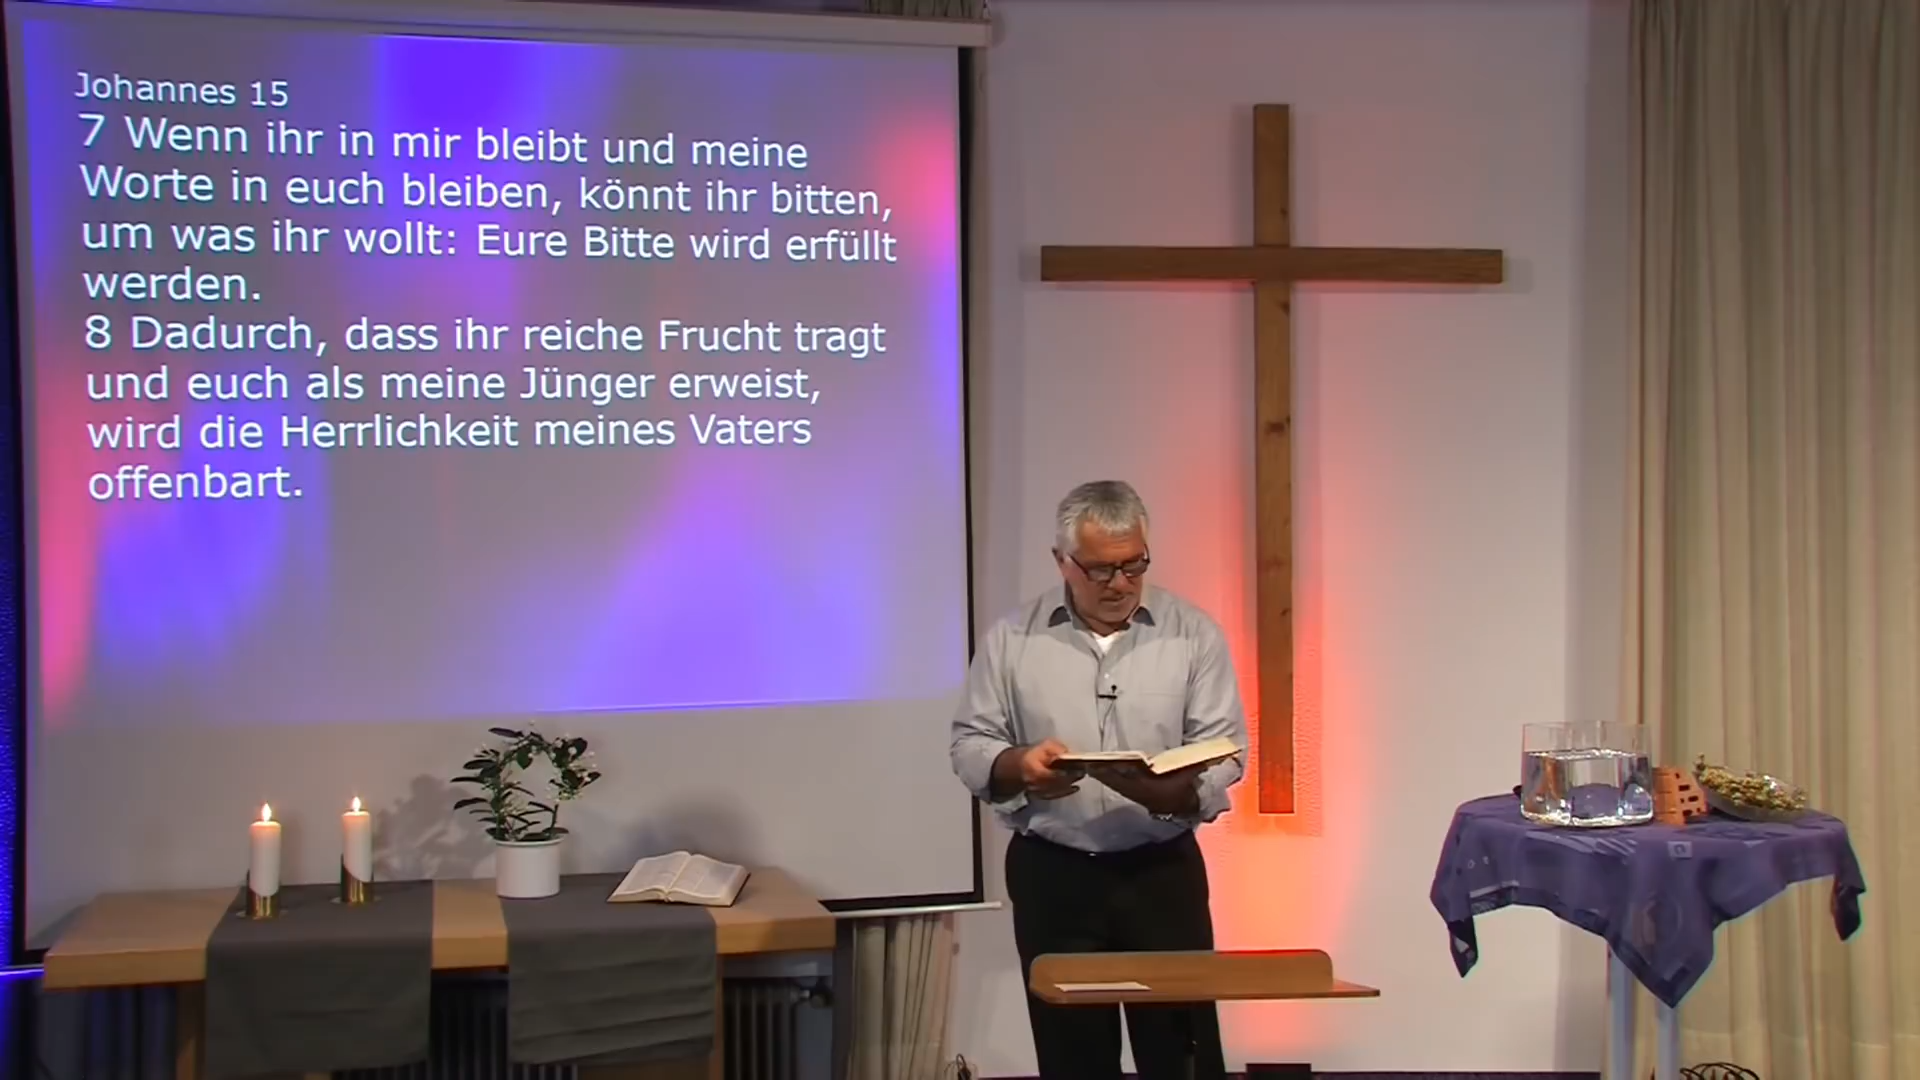 Johannes 15
7 Wenn ihr in mir bleibt und meine
Worte in euch bleiben, könnt ihr bitten,
um was ihr wollt: Eure Bitte wird erfüllt
werden.
8 Dadurch, dass ihr reiche Frucht tragt
und euch als meine Jünger erweist,
wird die Herrlichkeit meines Vaters
offenbart.